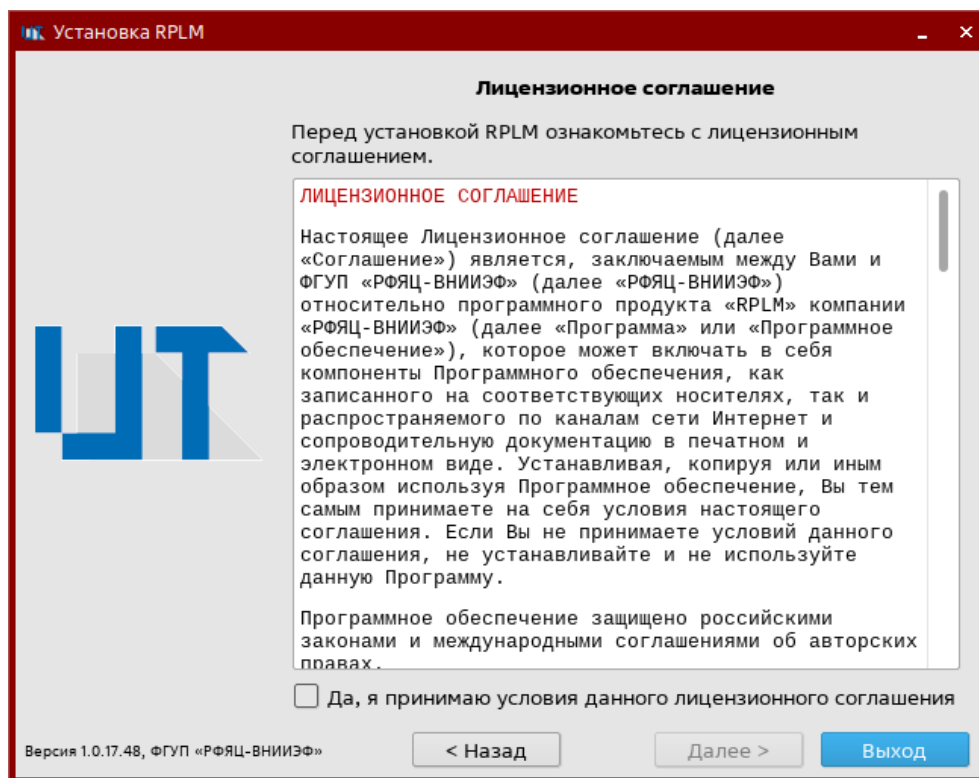 Установка RPLM
Лицензионное соглашение
Перед установкой RPLM ознакомьтесь с лицензионным
соглашением.
ЛИЦЕНЗИОННОЕ СОГЛАШЕНИЕ
Настоящее Лицензионное соглашение (далее
«Соглашение») является, заключаемым между Вами и
ФГУП «РФЯЦ-ВНИИЭФ» (далее «РФЯЦ-ВНИИЭФ»)
относительно программного продукта «RPLM» компании
«РФЯЦ-ВНИИЭФ» (далее «Программа» или «Программное
обеспечение»), которое может включать в себя
компоненты Программного обеспечения, как
записанного на соответствующих носителях, так и
распространяемого по каналам сети Интернет и
сопроводительную документацию в печатном и
электронном виде. Устанавливая, копируя или иным
образом используя Программное обеспечение, Вы тем
самым принимаете на себя условия настоящего
соглашения. Если Вы не принимаете условий данного
соглашения, не устанавливайте и не используйте
данную Программу.
Программное обеспечение защищено российскими
законами и международными соглашениями об авторских
правах.
Да, я принимаю условия данного лицензионного соглашения
Версия 1.0.17.48, ФГУП «РФЯЦ-ВНИИЭФ»
< Назад
Далее >
Выход